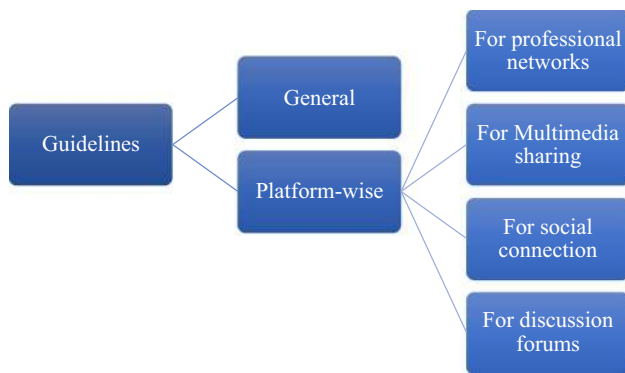 Guidelines
General
Platform-wise
For professional
networks
For Multimedia
sharing
For social
connection
For discussion
forums